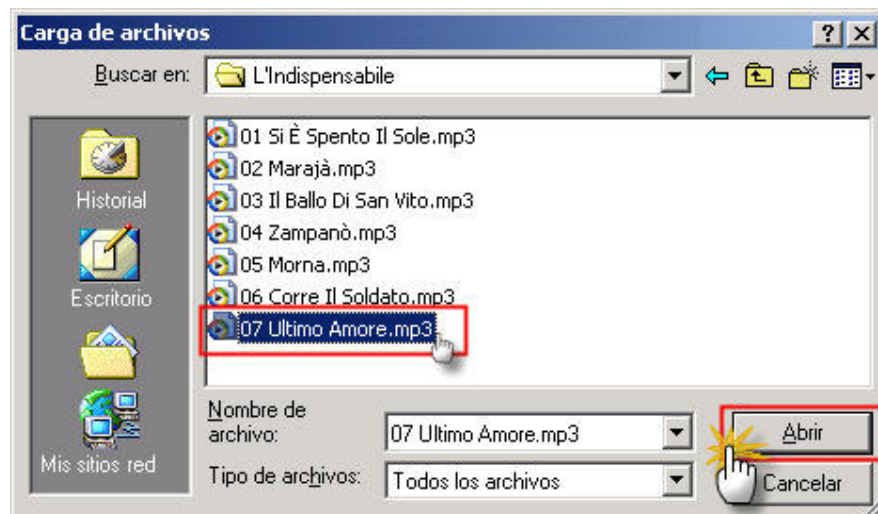 Carga de archivos
Buscar en: L'Indispensabile
Historial
Escritorio
Mis sitios red
01 Si È Spento Il Sole.mp3
02 Marajà.mp3
03 Il Ballo Di San Vito.mp3
04 Zampanò.mp3
05 Morna.mp3
06 Corre Il Soldato.mp3
07 Ultimo Amore.mp3
Nombre de
archivo: 07 Ultimo Amore.mp3 Abrir
Tipo de archivos: Todos los archivos Cancelar